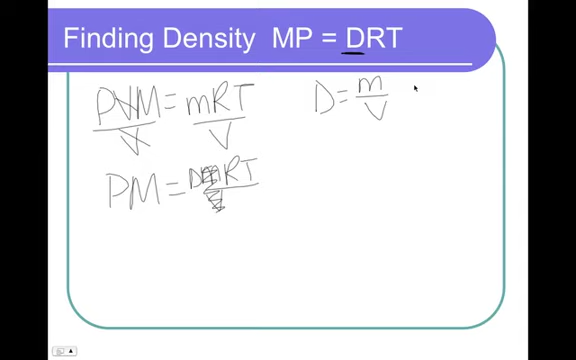 Finding Density MP = DRT
PVM = mRT
V V
D = m
V
PM = DRT